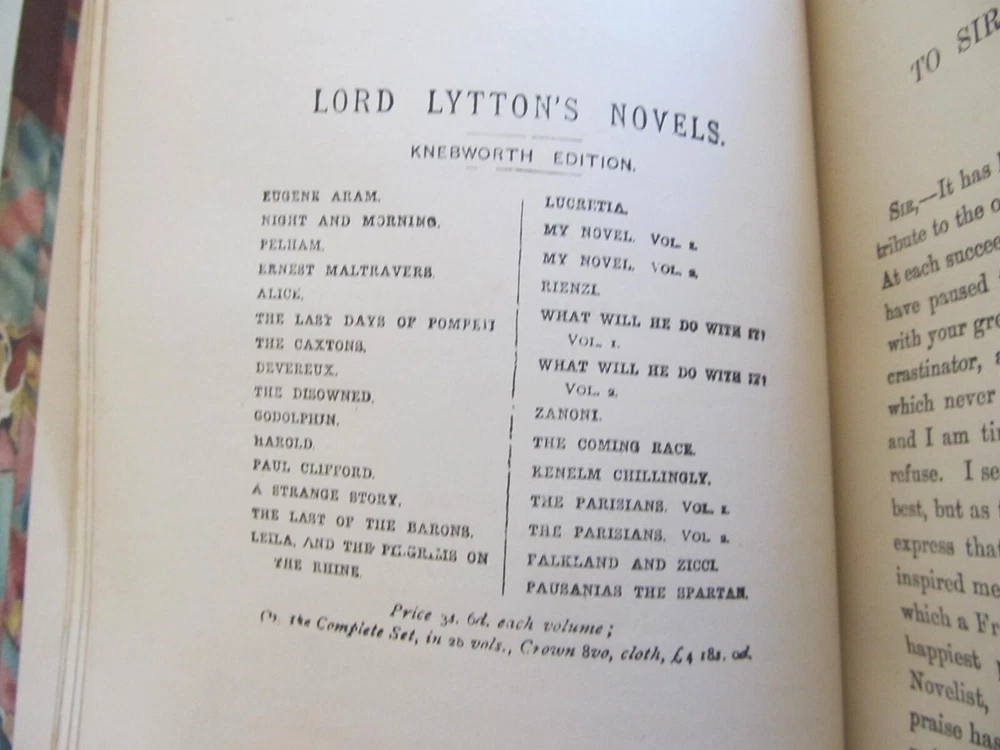 LORD LYTTON'S NOVELS.
KNEBWORTH EDITION.
EUGENE ARAM.
NIGHT AND MORNING.
PELHAM.
ERNEST MALTRAVERS.
ALICE.
THE LAST DAYS OF POMPEII
THE CAXTONS.
DEVEREUX.
THE DISOWNED.
GODOLPHIN.
HAROLD.
PAUL CLIFFORD.
A STRANGE STORY.
THE LAST OF THE BARONS.
LEILA, AND THE PILGRIMS ON
THE RHINE.
LUCRETIA.
MY NOVEL. VOL. 1.
MY NOVEL. VOL. 2.
RIENZI.
WHAT WILL HE DO WITH IT?
VOL. 1.
WHAT WILL HE DO WITH IT?
VOL. 2.
ZANONI.
THE COMING RACE.
KENELM CHILLINGLY.
THE PARISIANS. VOL. 1.
THE PARISIANS. VOL. 2.
FALKLAND AND ZICCI.
PAUSANIAS THE SPARTAN.
Price 3s. 6d. each volume;
Or, the Complete Set, in 28 vols., Crown 8vo, cloth, £4 18s. 0d.
TO SIR
SIR,—It has
tribute to the
At each succee
have paused
with your gre
crastinator,
which never
and I am ti
refuse. I se
best, but as
express that
inspired me
which a Fr
happiest
Novelist,
praise has